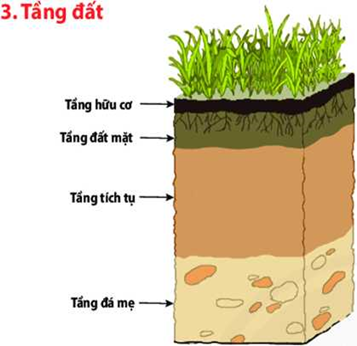 3. Tầng đất
Tầng hữu cơ
Tầng đất mặt
Tầng tích tụ
Tầng đá mẹ